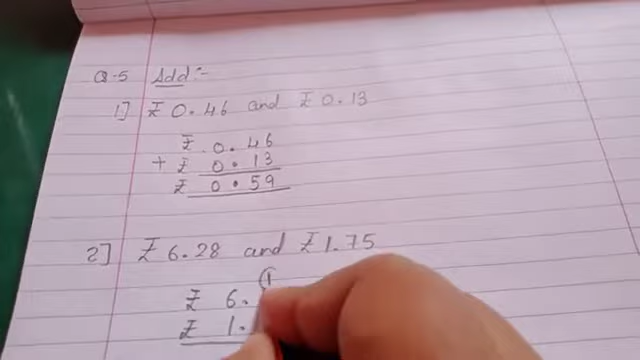 Q-5 Add:-
1] ₹ 0.46 and ₹ 0.13
₹ 0.46
+ ₹ 0.13
₹ 0.59
2] ₹ 6.28 and ₹ 1.75
1
₹ 6.
₹ 1.